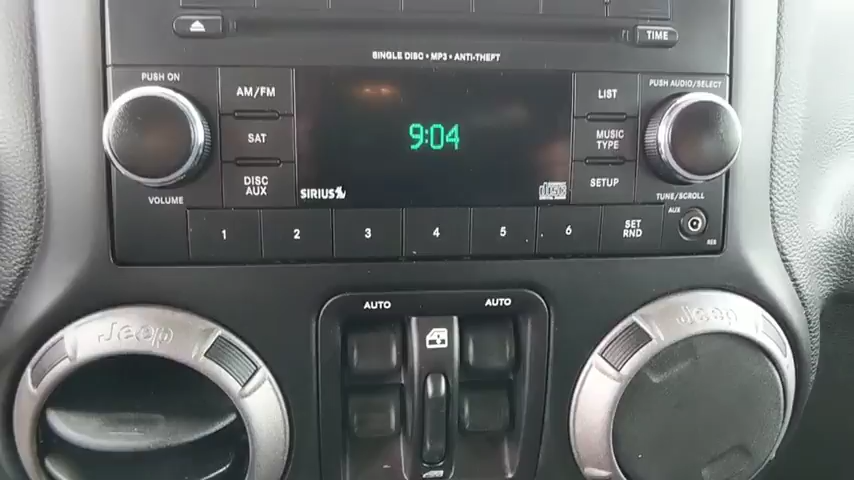 TIME
SINGLE DISC • MP3 • ANTI-THEFT
PUSH ON
PUSH AUDIO/SELECT
AM/FM
LIST
9:04
SAT
MUSIC
TYPE
DISC
AUX
SETUP
SIRIUS
disc
VOLUME
TUNE/SCROLL
AUX
1
2
3
4
5
6
SET
RND
AUTO
AUTO
Jeep
Jeep